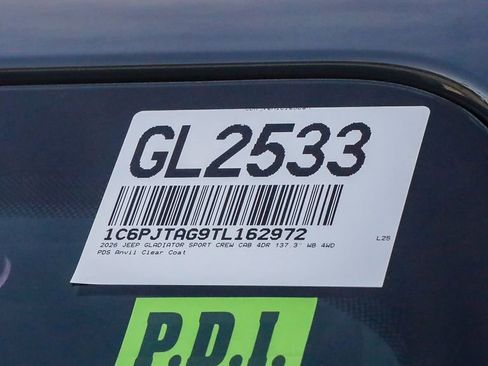 GL2533
1C6PJTAG9TL162972
L25
2026 JEEP GLADIATOR SPORT CREW CAB 4DR 137.3" WB 4WD
PDS Anvil Clear Coat
P.D.I.